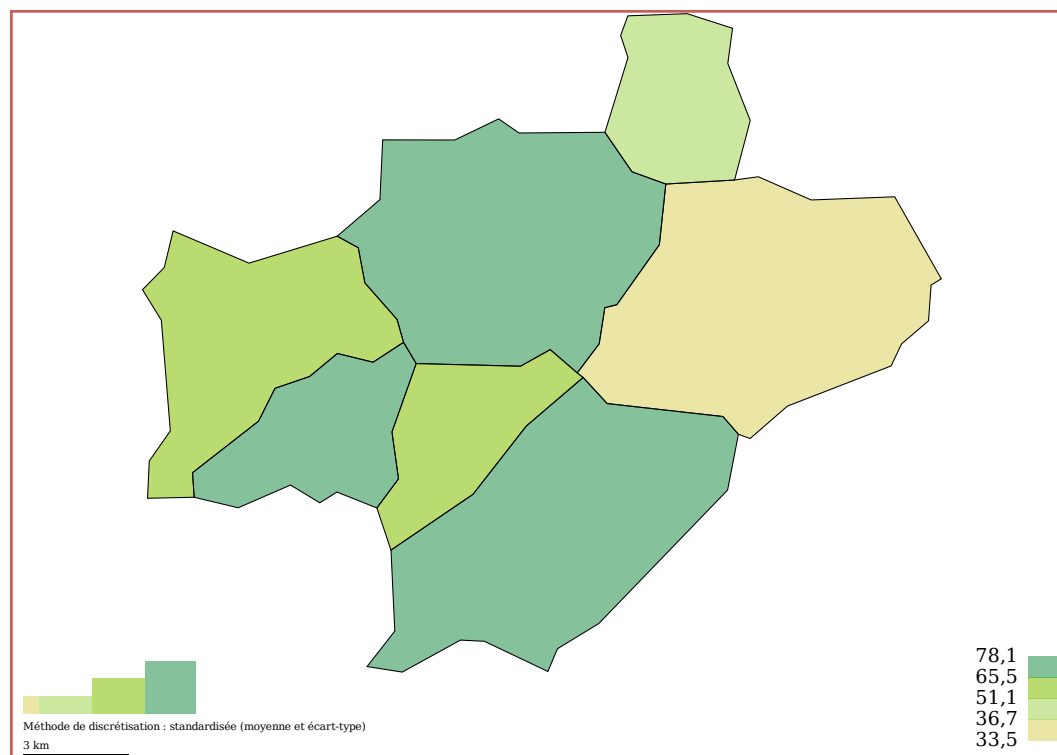 78,1
65,5
51,1
36,7
33,5
Méthode de discrétisation : standardisée (moyenne et écart-type)
3 km